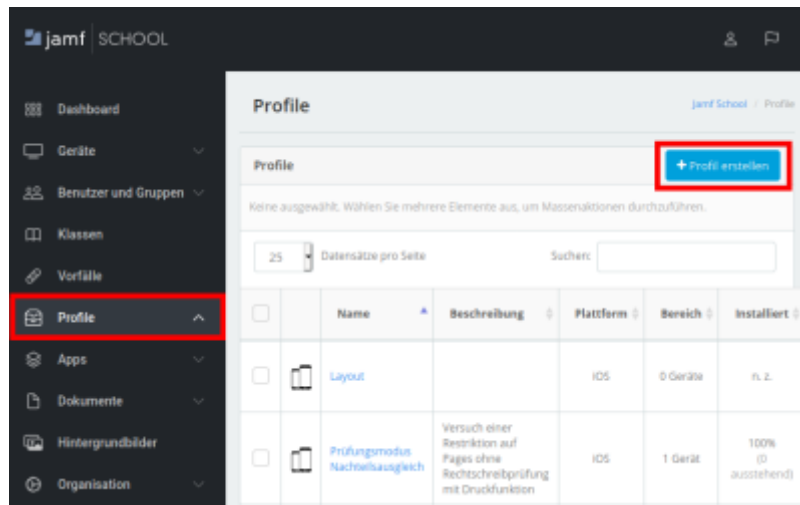 jamf SCHOOL
Dashboard
Geräte
Benutzer und Gruppen
Klassen
Vorfälle
Profile
Apps
Dokumente
Hintergrundbilder
Organisation
Profile
Jamf School / Profile
Profile
+ Profil erstellen
Keine ausgewählt. Wählen Sie mehrere Elemente aus, um Massenaktionen durchzuführen.
25 Datensätze pro Seite Suchen:
Name Beschreibung Plattform Bereich Installiert
Layout iOS 0 Geräte n. z.
Prüfungsmodus
Nachteilsausgleich
Versuch einer
Restriktion auf
Pages ohne
Rechtschreibprüfung
mit Druckfunktion
iOS
1 Gerät
100%
(0
ausstehend)